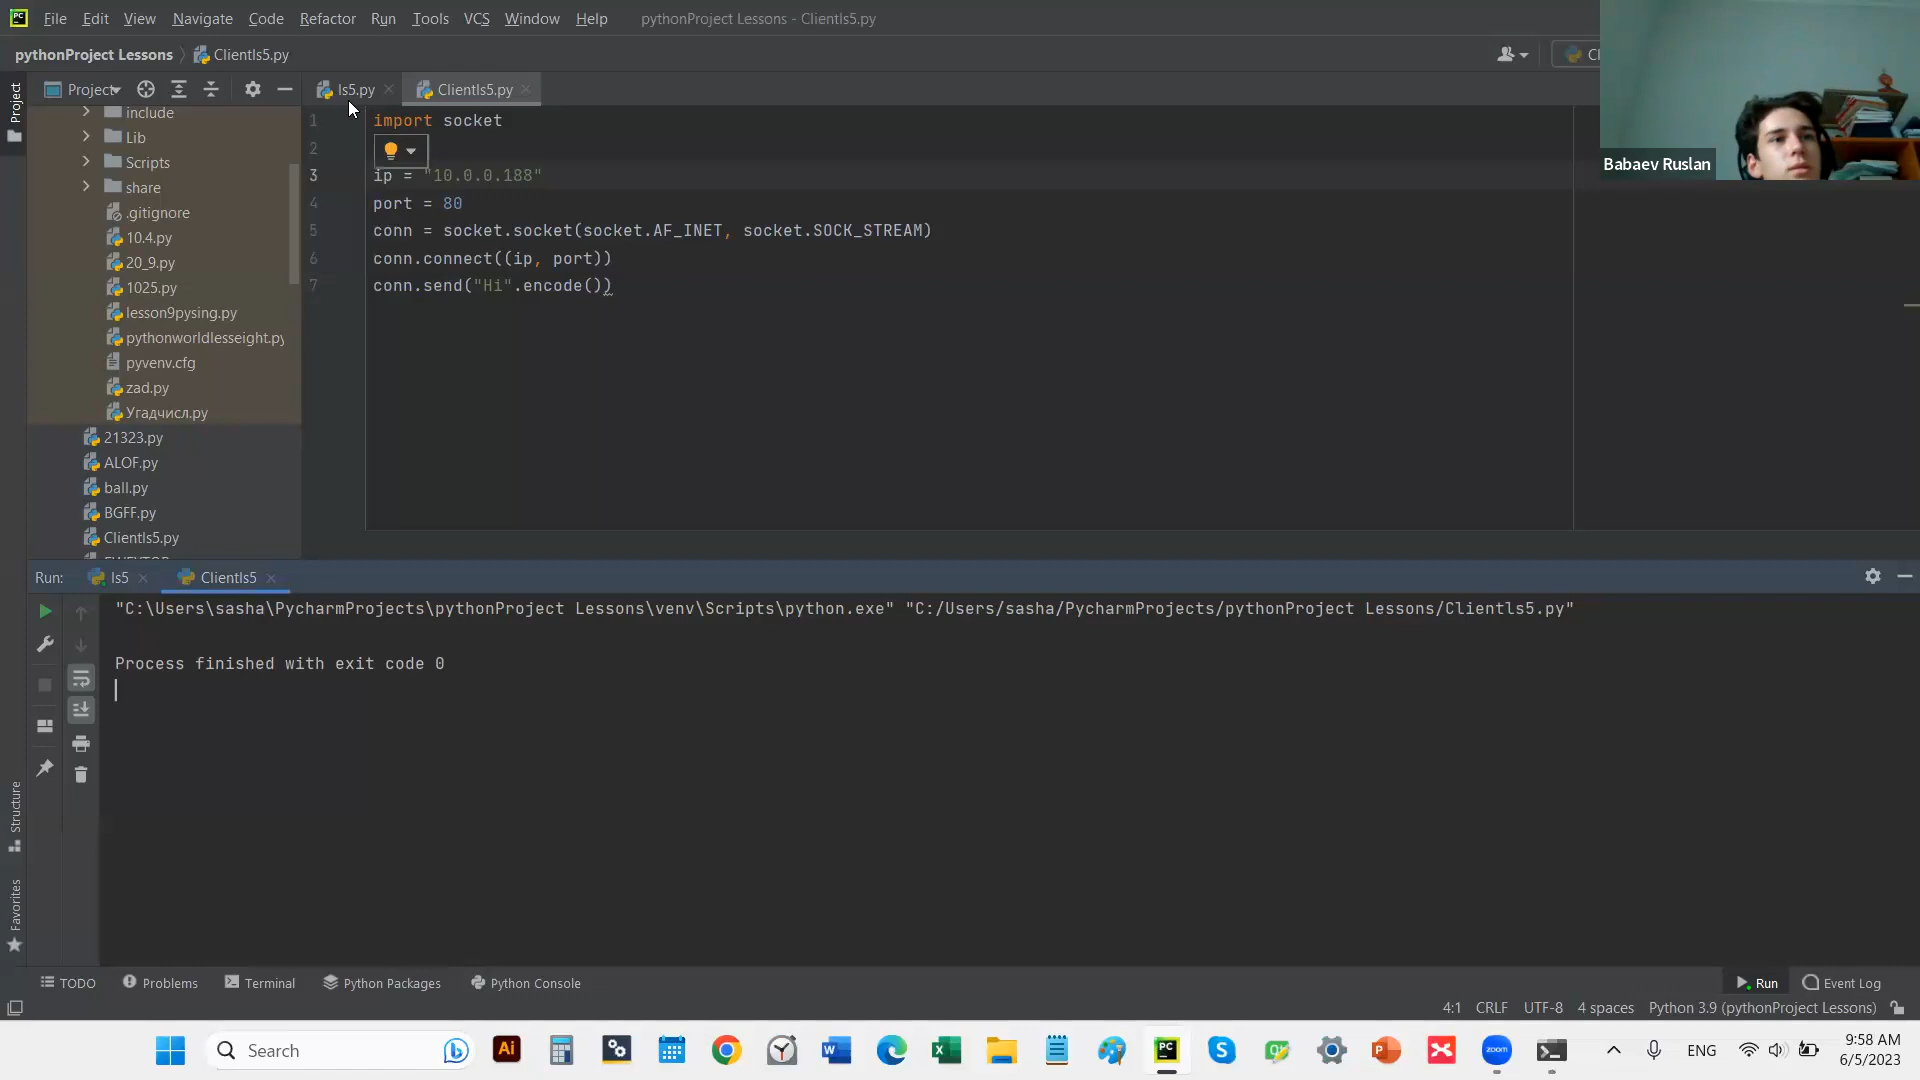 File Edit View Navigate Code Refactor Run Tools VCS Window Help pythonProject Lessons - Clientls5.py
pythonProject Lessons Clientls5.py
Project ls5.py Clientls5.py
Project
include
Lib
Scripts
share
.gitignore
10.4.py
20_9.py
1025.py
lesson9pysing.py
pythonworldlesseight.py
pyvenv.cfg
zad.py
Угадчисл.py
21323.py
ALOF.py
ball.py
BGFF.py
Clientls5.py
1 import socket
2
3 ip = "10.0.0.188"
4 port = 80
5 conn = socket.socket(socket.AF_INET, socket.SOCK_STREAM)
6 conn.connect((ip, port))
7 conn.send("Hi".encode())
Babaev Ruslan
Run: ls5 Clientls5
"C:\Users\sasha\PycharmProjects\pythonProject Lessons\venv\Scripts\python.exe" "C:/Users/sasha/PycharmProjects/pythonProject Lessons/Clientls5.py"
Process finished with exit code 0
Structure
Favorites
TODO Problems Terminal Python Packages Python Console Run Event Log
4:1 CRLF UTF-8 4 spaces Python 3.9 (pythonProject Lessons)
Search Ai zoom ENG 9:58 AM
6/5/2023